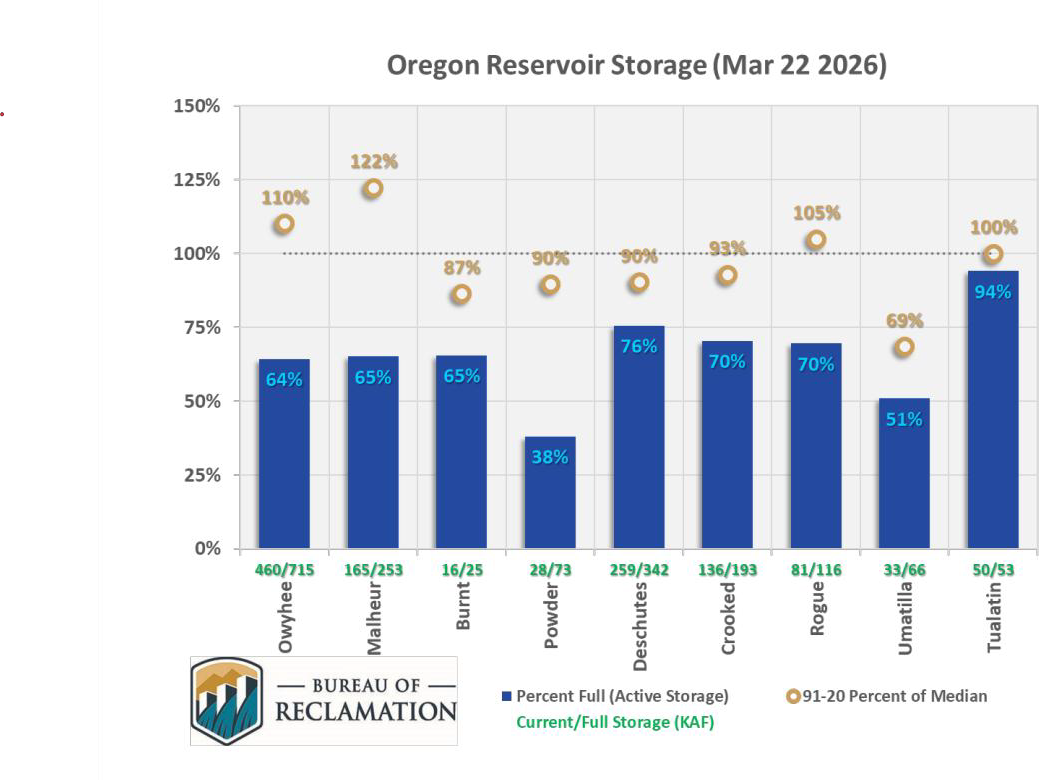 Oregon Reservoir Storage (Mar 22 2026)
150%
125%
100%
75%
50%
25%
0%
110%
122%
87%
90%
90%
93%
105%
69%
100%
64%
65%
65%
38%
76%
70%
70%
51%
94%
460/715 165/253 16/25 28/73 259/342 136/193 81/116 33/66 50/53
Owyhee
Malheur
Burnt
Powder
Deschutes
Crooked
Rogue
Umatilla
Tualatin
BUREAU OF
RECLAMATION
Percent Full (Active Storage)
91-20 Percent of Median
Current/Full Storage (KAF)